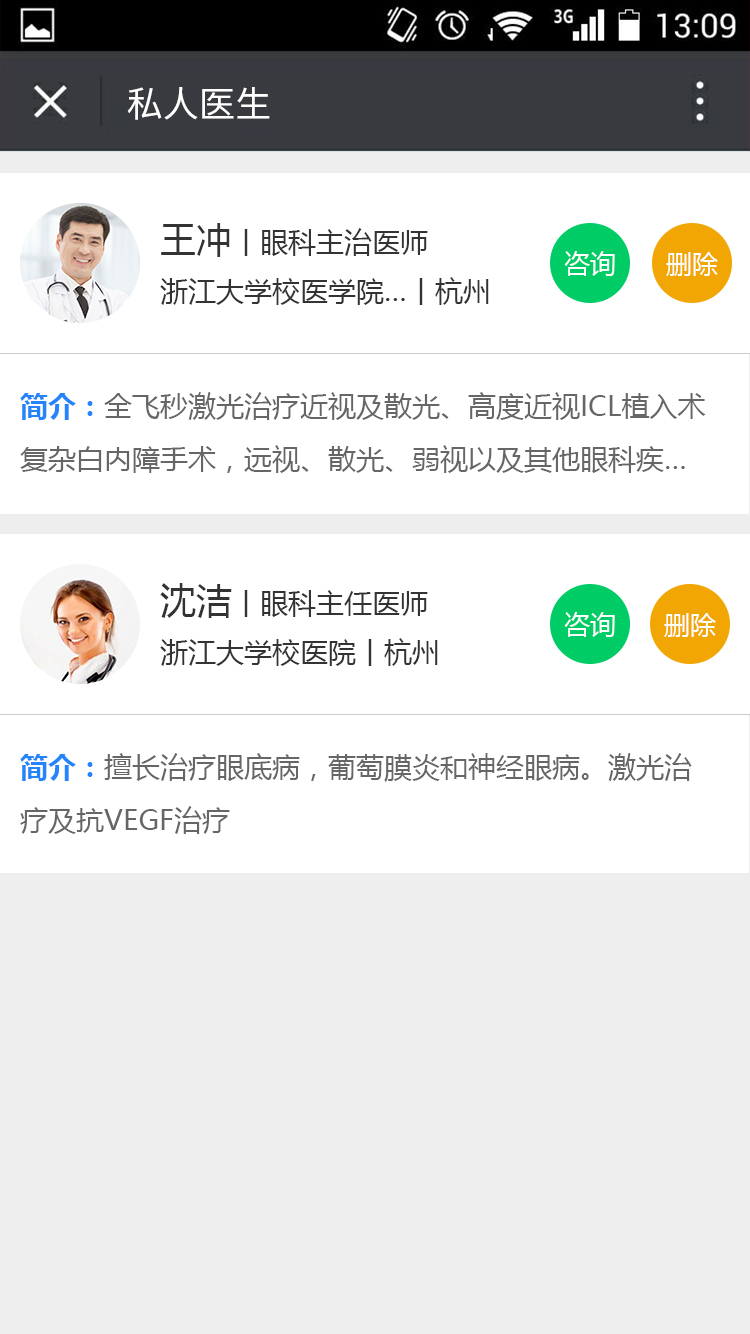 3G 13:09
私人医生
王冲 | 眼科主治医师
浙江大学校医学院... | 杭州
咨询
删除
简介：全飞秒激光治疗近视及散光、高度近视ICL植入术
复杂白内障手术，远视、散光、弱视以及其他眼科疾...
沈洁 | 眼科主任医师
浙江大学校医院 | 杭州
咨询
删除
简介：擅长治疗眼底病，葡萄膜炎和神经眼病。激光治
疗及抗VEGF治疗